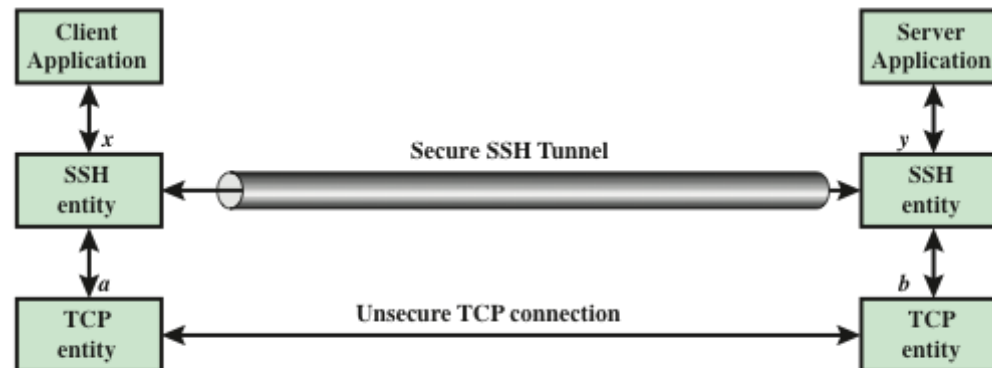 Client
Application
Server
Application
x
y
Secure SSH Tunnel
SSH
entity
SSH
entity
a
b
Unsecure TCP connection
TCP
entity
TCP
entity